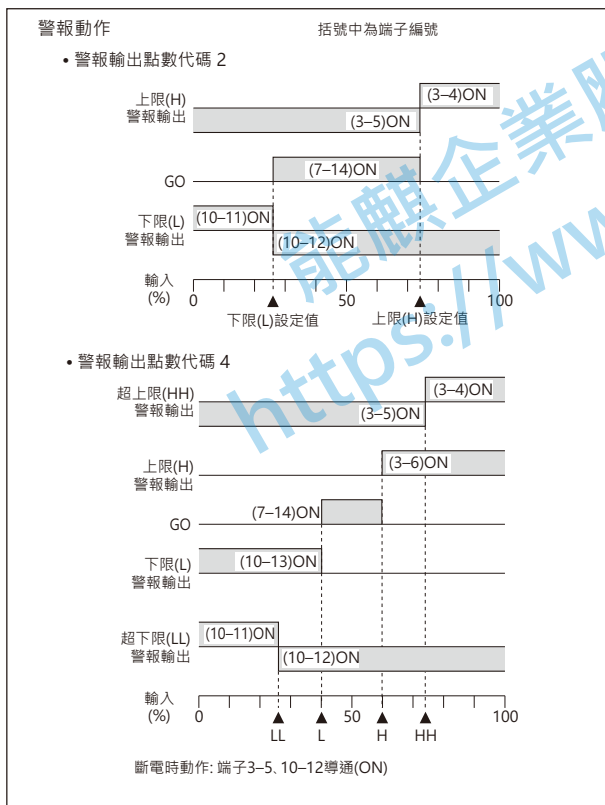 警報動作 括號中為端子編號
• 警報輸出點數代碼 2
上限(H)
警報輸出
(3–4)ON
(3–5)ON
GO
(7–14)ON
下限(L)
警報輸出
(10–11)ON
(10–12)ON
輸入
(%)
0 50 100
下限(L)設定值 上限(H)設定值
• 警報輸出點數代碼 4
超上限(HH)
警報輸出
(3–4)ON
(3–5)ON
上限(H)
警報輸出
(3–6)ON
GO
(7–14)ON
下限(L)
警報輸出
(10–13)ON
超下限(LL)
警報輸出
(10–11)ON
(10–12)ON
輸入
(%)
0 50 100
LL L H HH
斷電時動作: 端子3–5、10–12導通(ON)
能麒企業
https://ww